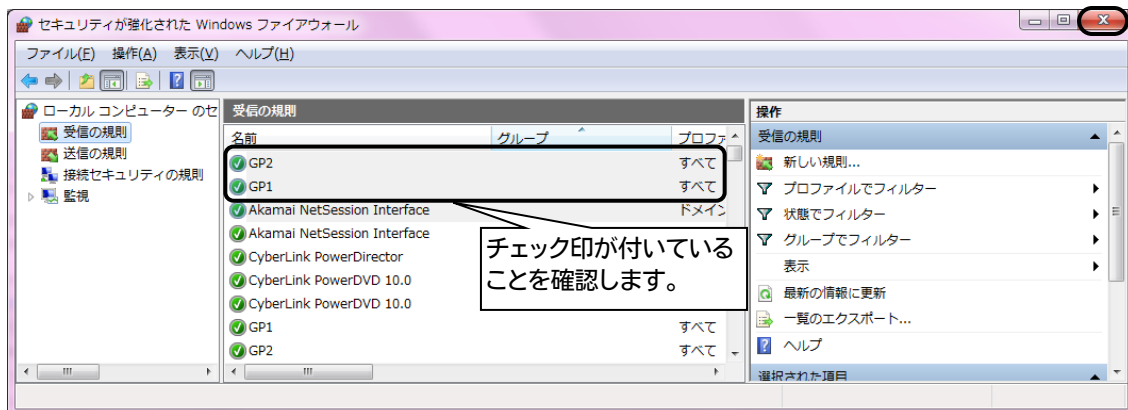 セキュリティが強化された Windows ファイアウォール
ファイル(F) 操作(A) 表示(V) ヘルプ(H)
ローカル コンピューター のセ
受信の規則
送信の規則
接続セキュリティの規則
監視
受信の規則
名前 グループ プロファ
GP2 すべて
GP1 すべて
Akamai NetSession Interface ドメイン
Akamai NetSession Interface
CyberLink PowerDirector
CyberLink PowerDVD 10.0
CyberLink PowerDVD 10.0
GP1 すべて
GP2 すべて
チェック印が付いている
ことを確認します。
操作
受信の規則
新しい規則...
プロファイルでフィルター
状態でフィルター
グループでフィルター
表示
最新の情報に更新
一覧のエクスポート...
ヘルプ
選択された項目